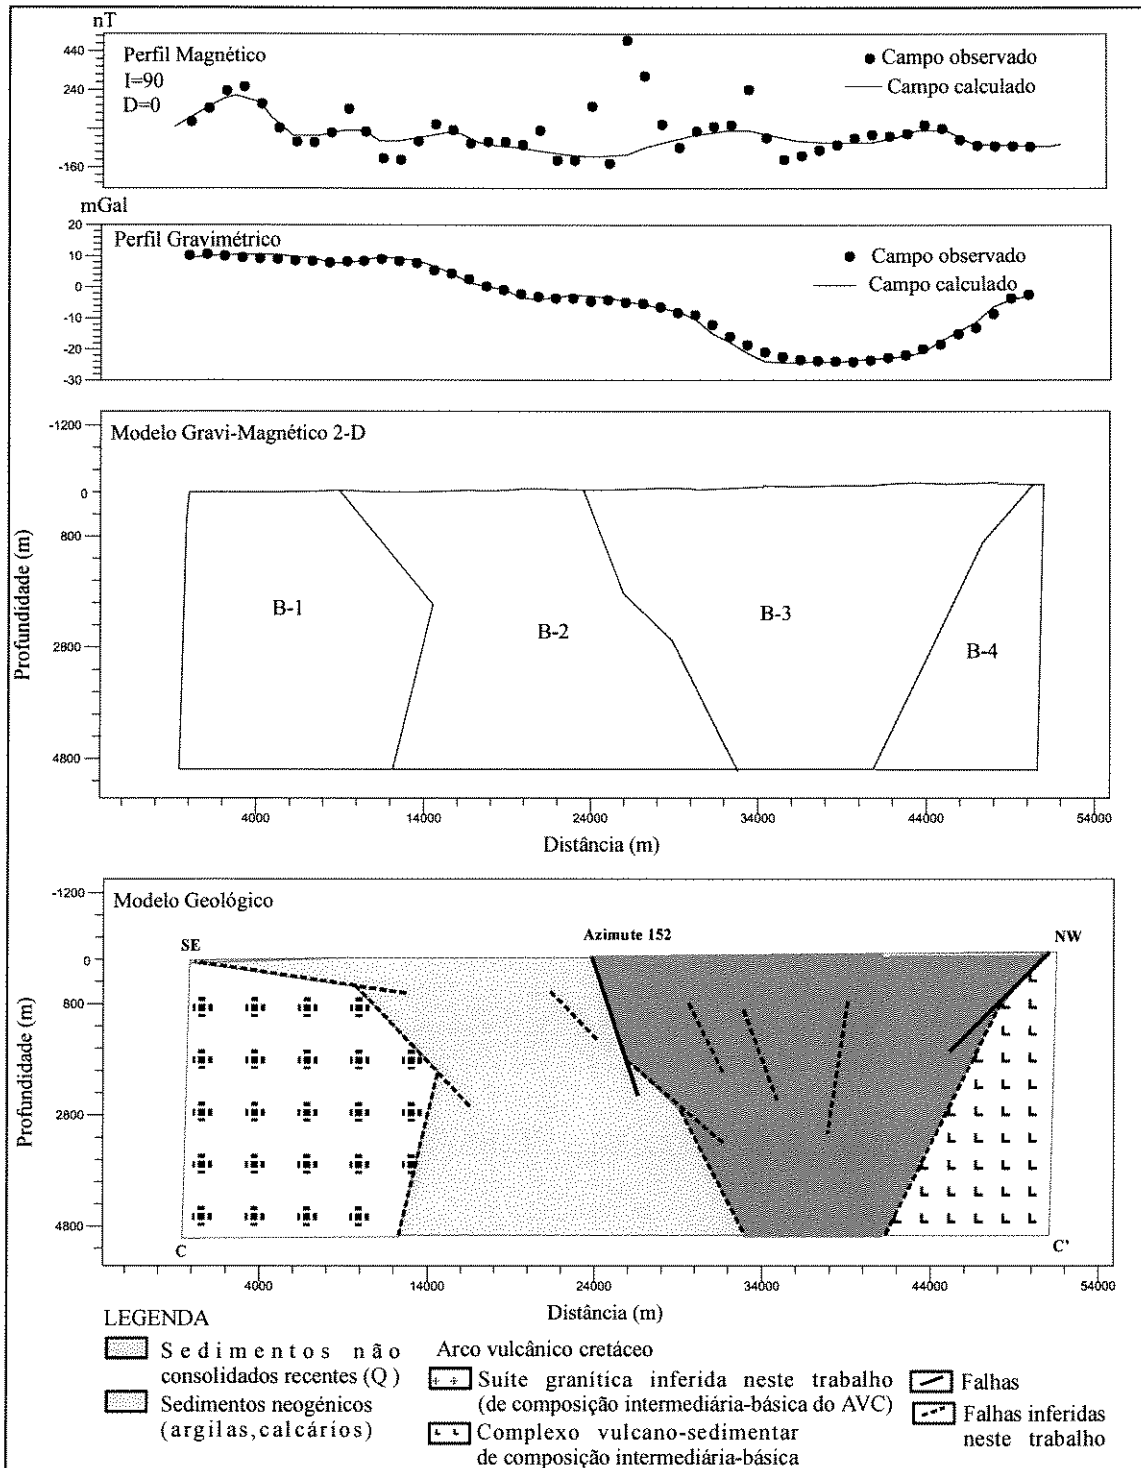 nT
440
240
-160
Perfil Magnético
I=90
D=0
Campo observado
Campo calculado
mGal
20
10
0
-10
-20
-30
Perfil Gravimétrico
Campo observado
Campo calculado
-1200
0
800
2800
4800
Profundidade (m)
Modelo Gravi-Magnético 2-D
B-1
B-2
B-3
B-4
4000
14000
24000
34000
44000
54000
Distância (m)
-1200
0
800
2800
4800
Profundidade (m)
Modelo Geológico
SE
Azimute 152
NW
C
C'
4000
14000
24000
34000
44000
54000
Distância (m)
LEGENDA
Sedimentos não
consolidados recentes (Q)
Sedimentos neogénicos
(argilas, calcários)
Arco vulcânico cretáceo
Suíte granítica inferida neste trabalho
(de composição intermediária-básica do AVC)
Complexo vulcano-sedimentar
de composição intermediária-básica
Falhas
Falhas inferidas
neste trabalho